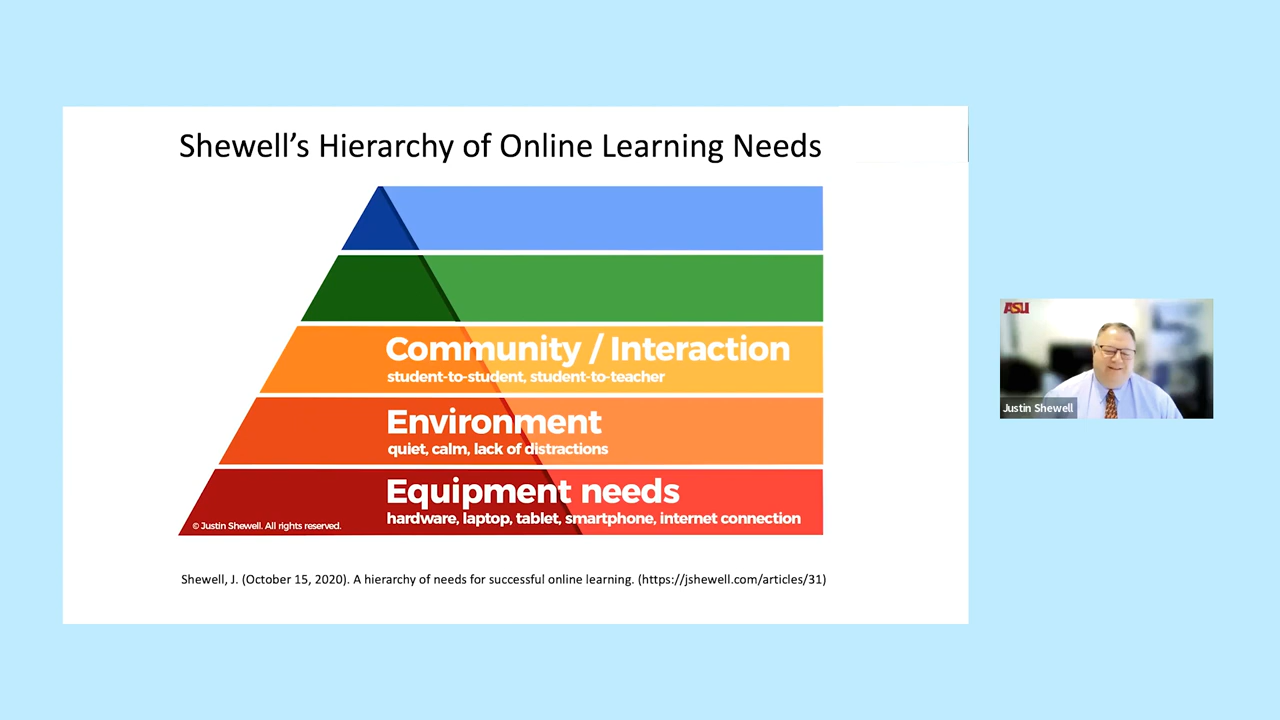 Shewell’s Hierarchy of Online Learning Needs
Community / Interaction
student-to-student, student-to-teacher
Environment
quiet, calm, lack of distractions
Equipment needs
hardware, laptop, tablet, smartphone, internet connection
© Justin Shewell. All rights reserved.
Shewell, J. (October 15, 2020). A hierarchy of needs for successful online learning. (https://jshewell.com/articles/31)
ASU
Justin Shewell